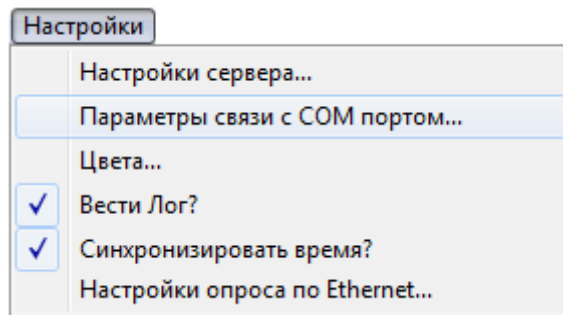 Настройки
Настройки сервера...
Параметры связи с COM портом...
Цвета...
Вести Лог?
Синхронизировать время?
Настройки опроса по Ethernet...